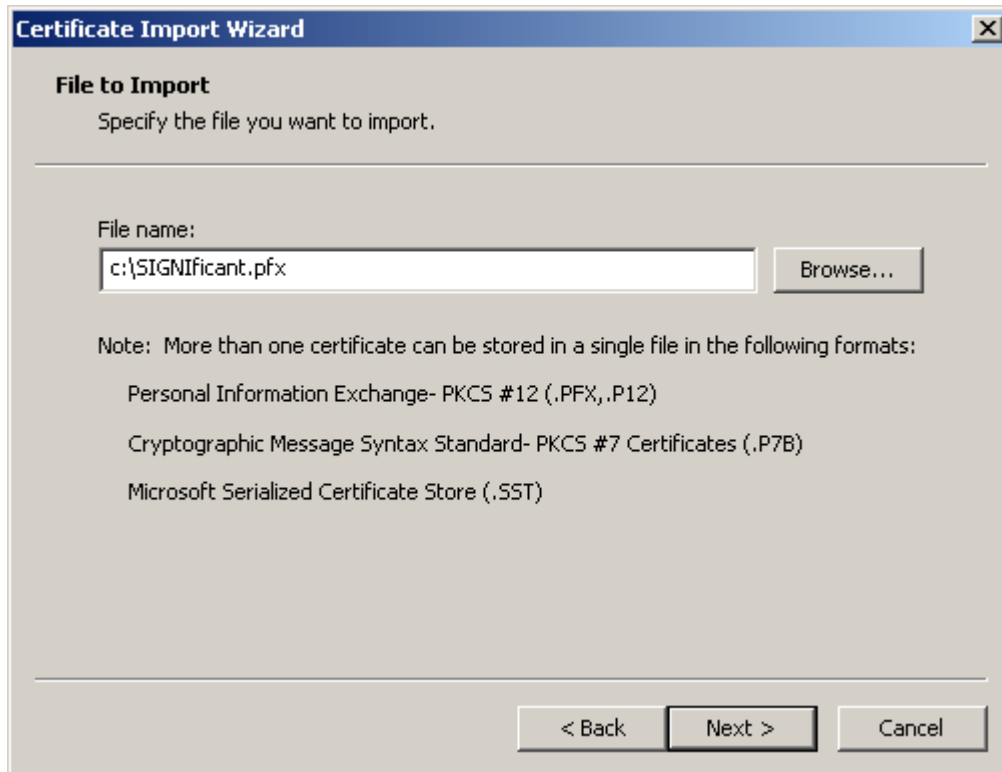 Certificate Import Wizard
File to Import
Specify the file you want to import.
File name:
c:\SIGNIficant.pfx
Browse...
Note:  More than one certificate can be stored in a single file in the following formats:
Personal Information Exchange- PKCS #12 (.PFX,.P12)
Cryptographic Message Syntax Standard- PKCS #7 Certificates (.P7B)
Microsoft Serialized Certificate Store (.SST)
< Back Next > Cancel